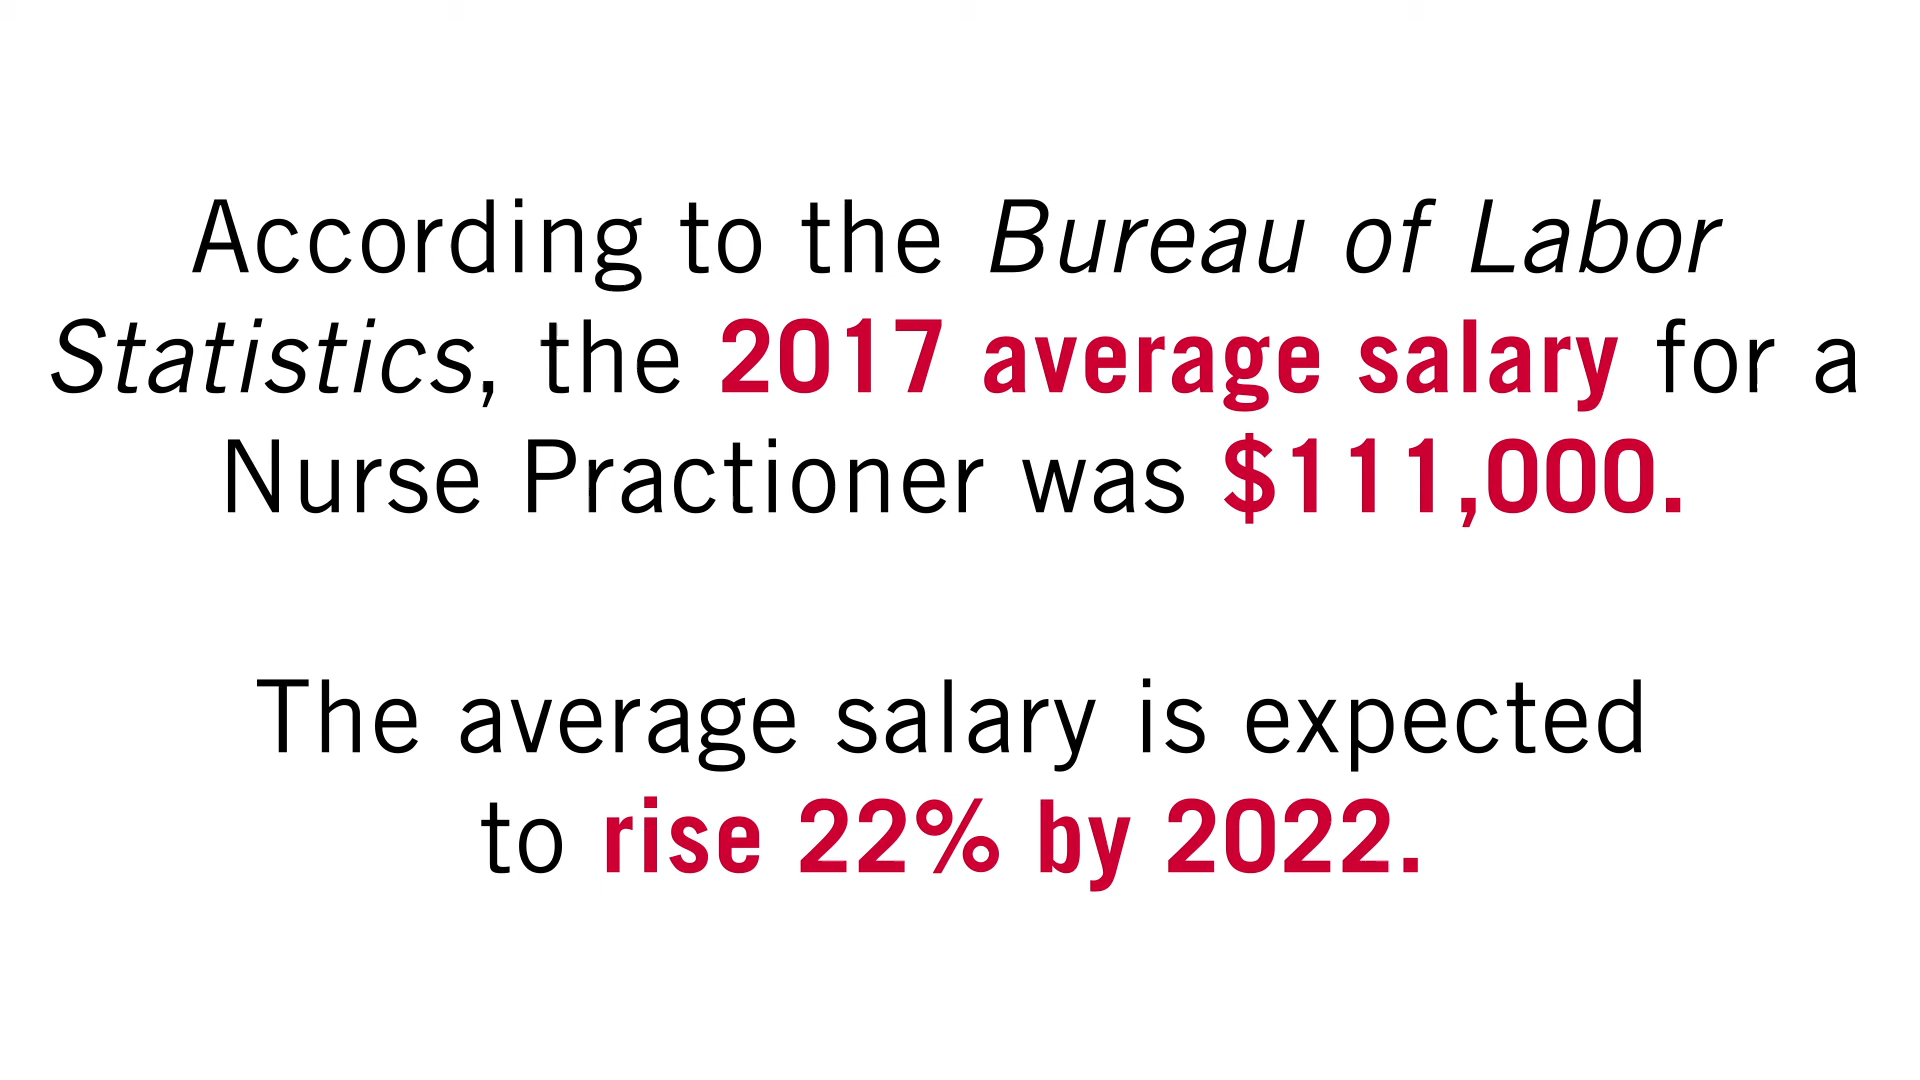 According to the Bureau of Labor
Statistics, the 2017 average salary for a
Nurse Practioner was $111,000.
The average salary is expected
to rise 22% by 2022.